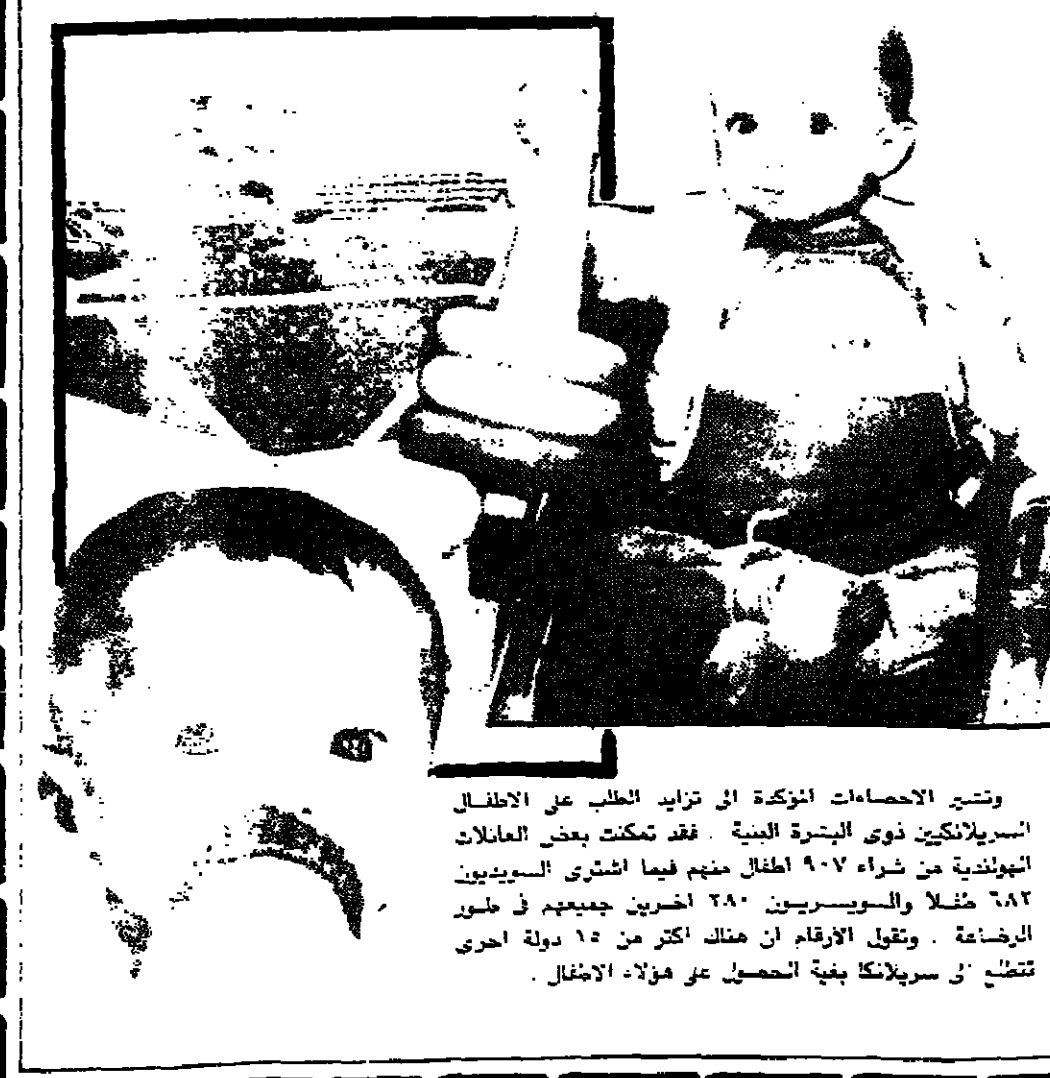 وتشير الاحصاءات المؤكدة الى تزايد الطلب على الاطفال
السريلانكيين ذوى البشرة البنية . فقد تمكنت بعض العائلات
الهولندية من شراء ٩٠٧ اطفال منهم فيما اشترى السويديون
٦٨٢ طفلا والسويسريون ٢٨٠ اخرين جميعهم فى طور
الرضاعة . وتقول الارقام ان هناك اكثر من ١٥ دولة اخرى
تتطلع الى سريلانكا بغية الحصول على هؤلاء الاطفال .